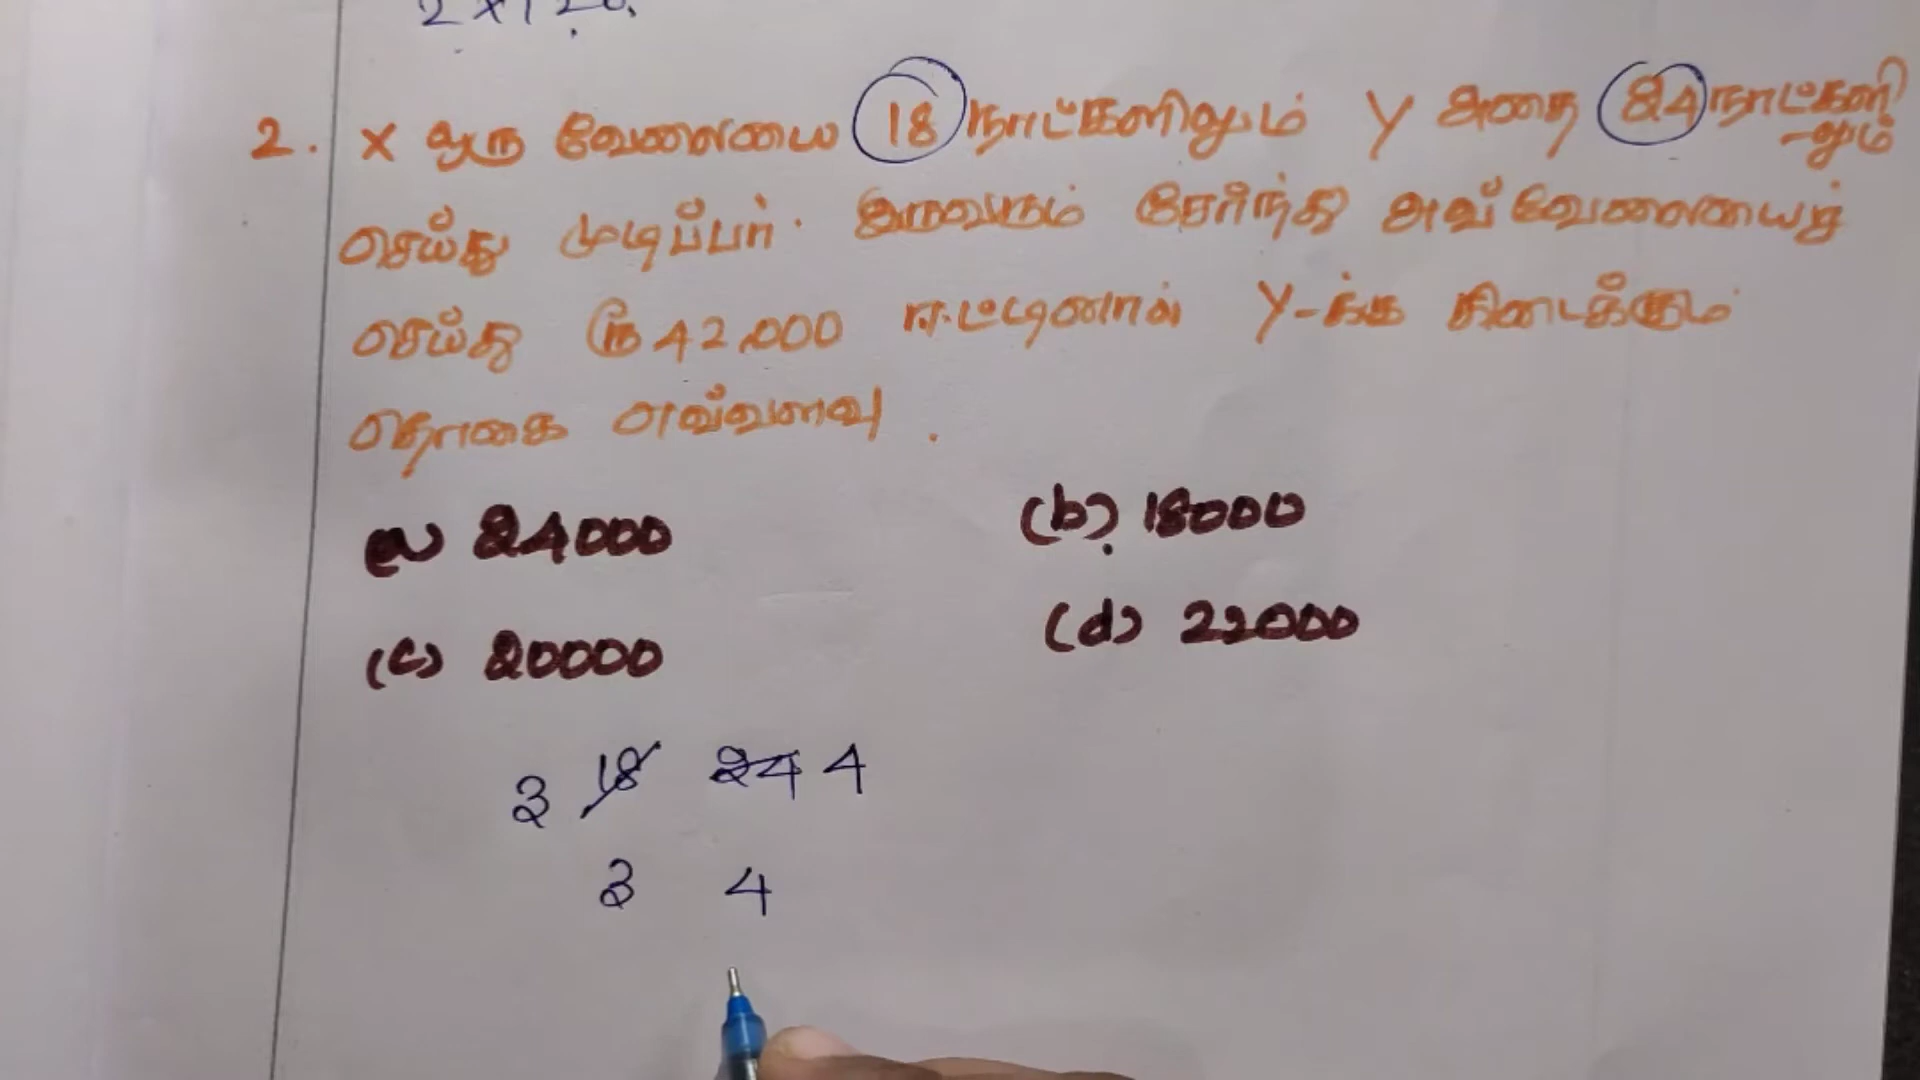 2. X ஒரு வேலையை 18 நாட்களிலும் Y அதை 24 நாட்களி
-லும்
செய்து முடிப்பர். இருவரும் சேர்ந்து அவ் வேலையைச்
செய்து ரூ 42,000 ஈட்டினால் Y-க்கு கிடைக்கும்
தொகை எவ்வளவு.
(a) 24000
(b) 18000
(c) 20000
(d) 22000
3 18 24 4
3 4